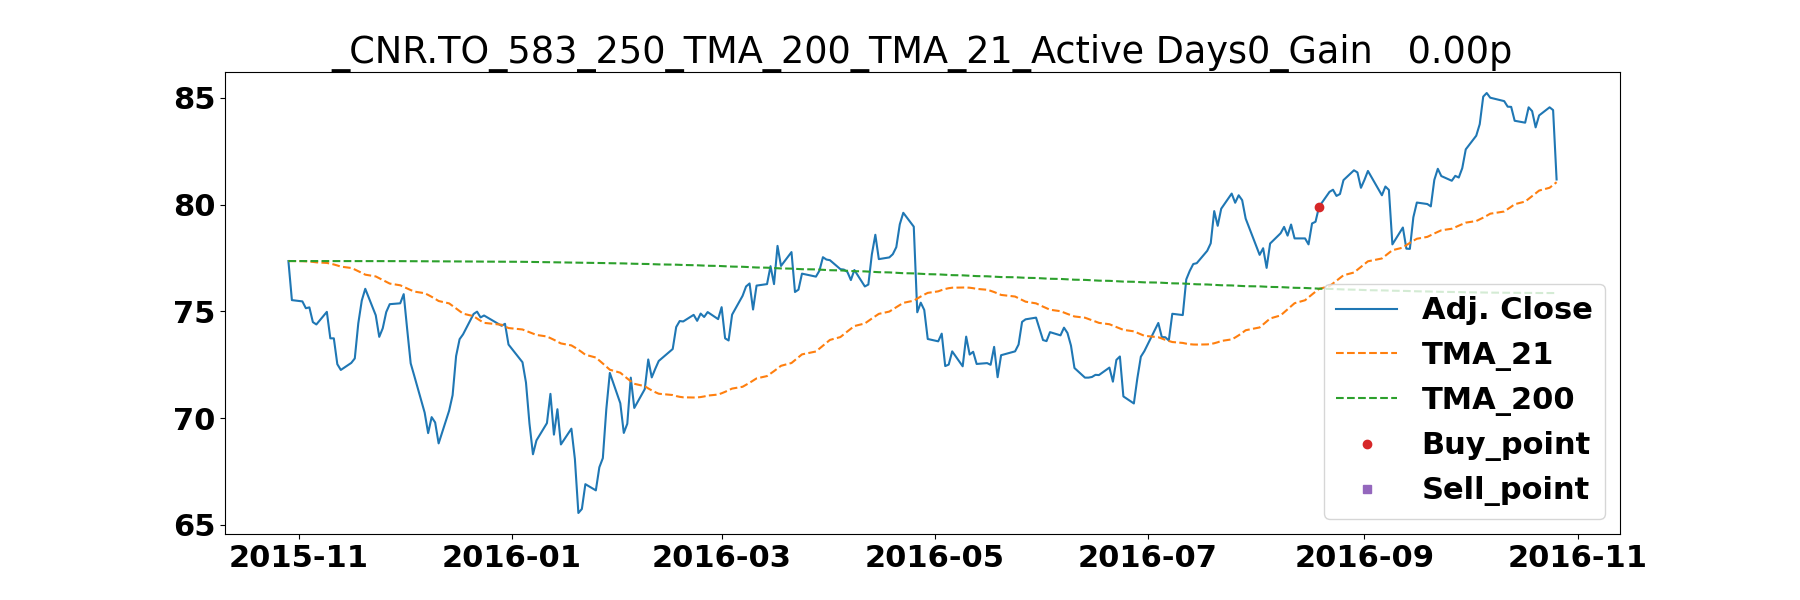 _CNR.TO_583_250_TMA_200_TMA_21_Active Days0_Gain   0.00p
85
80
75
70
65
2015-11 2016-01 2016-03 2016-05 2016-07 2016-09 2016-11
Adj. Close
TMA_21
TMA_200
Buy_point
Sell_point